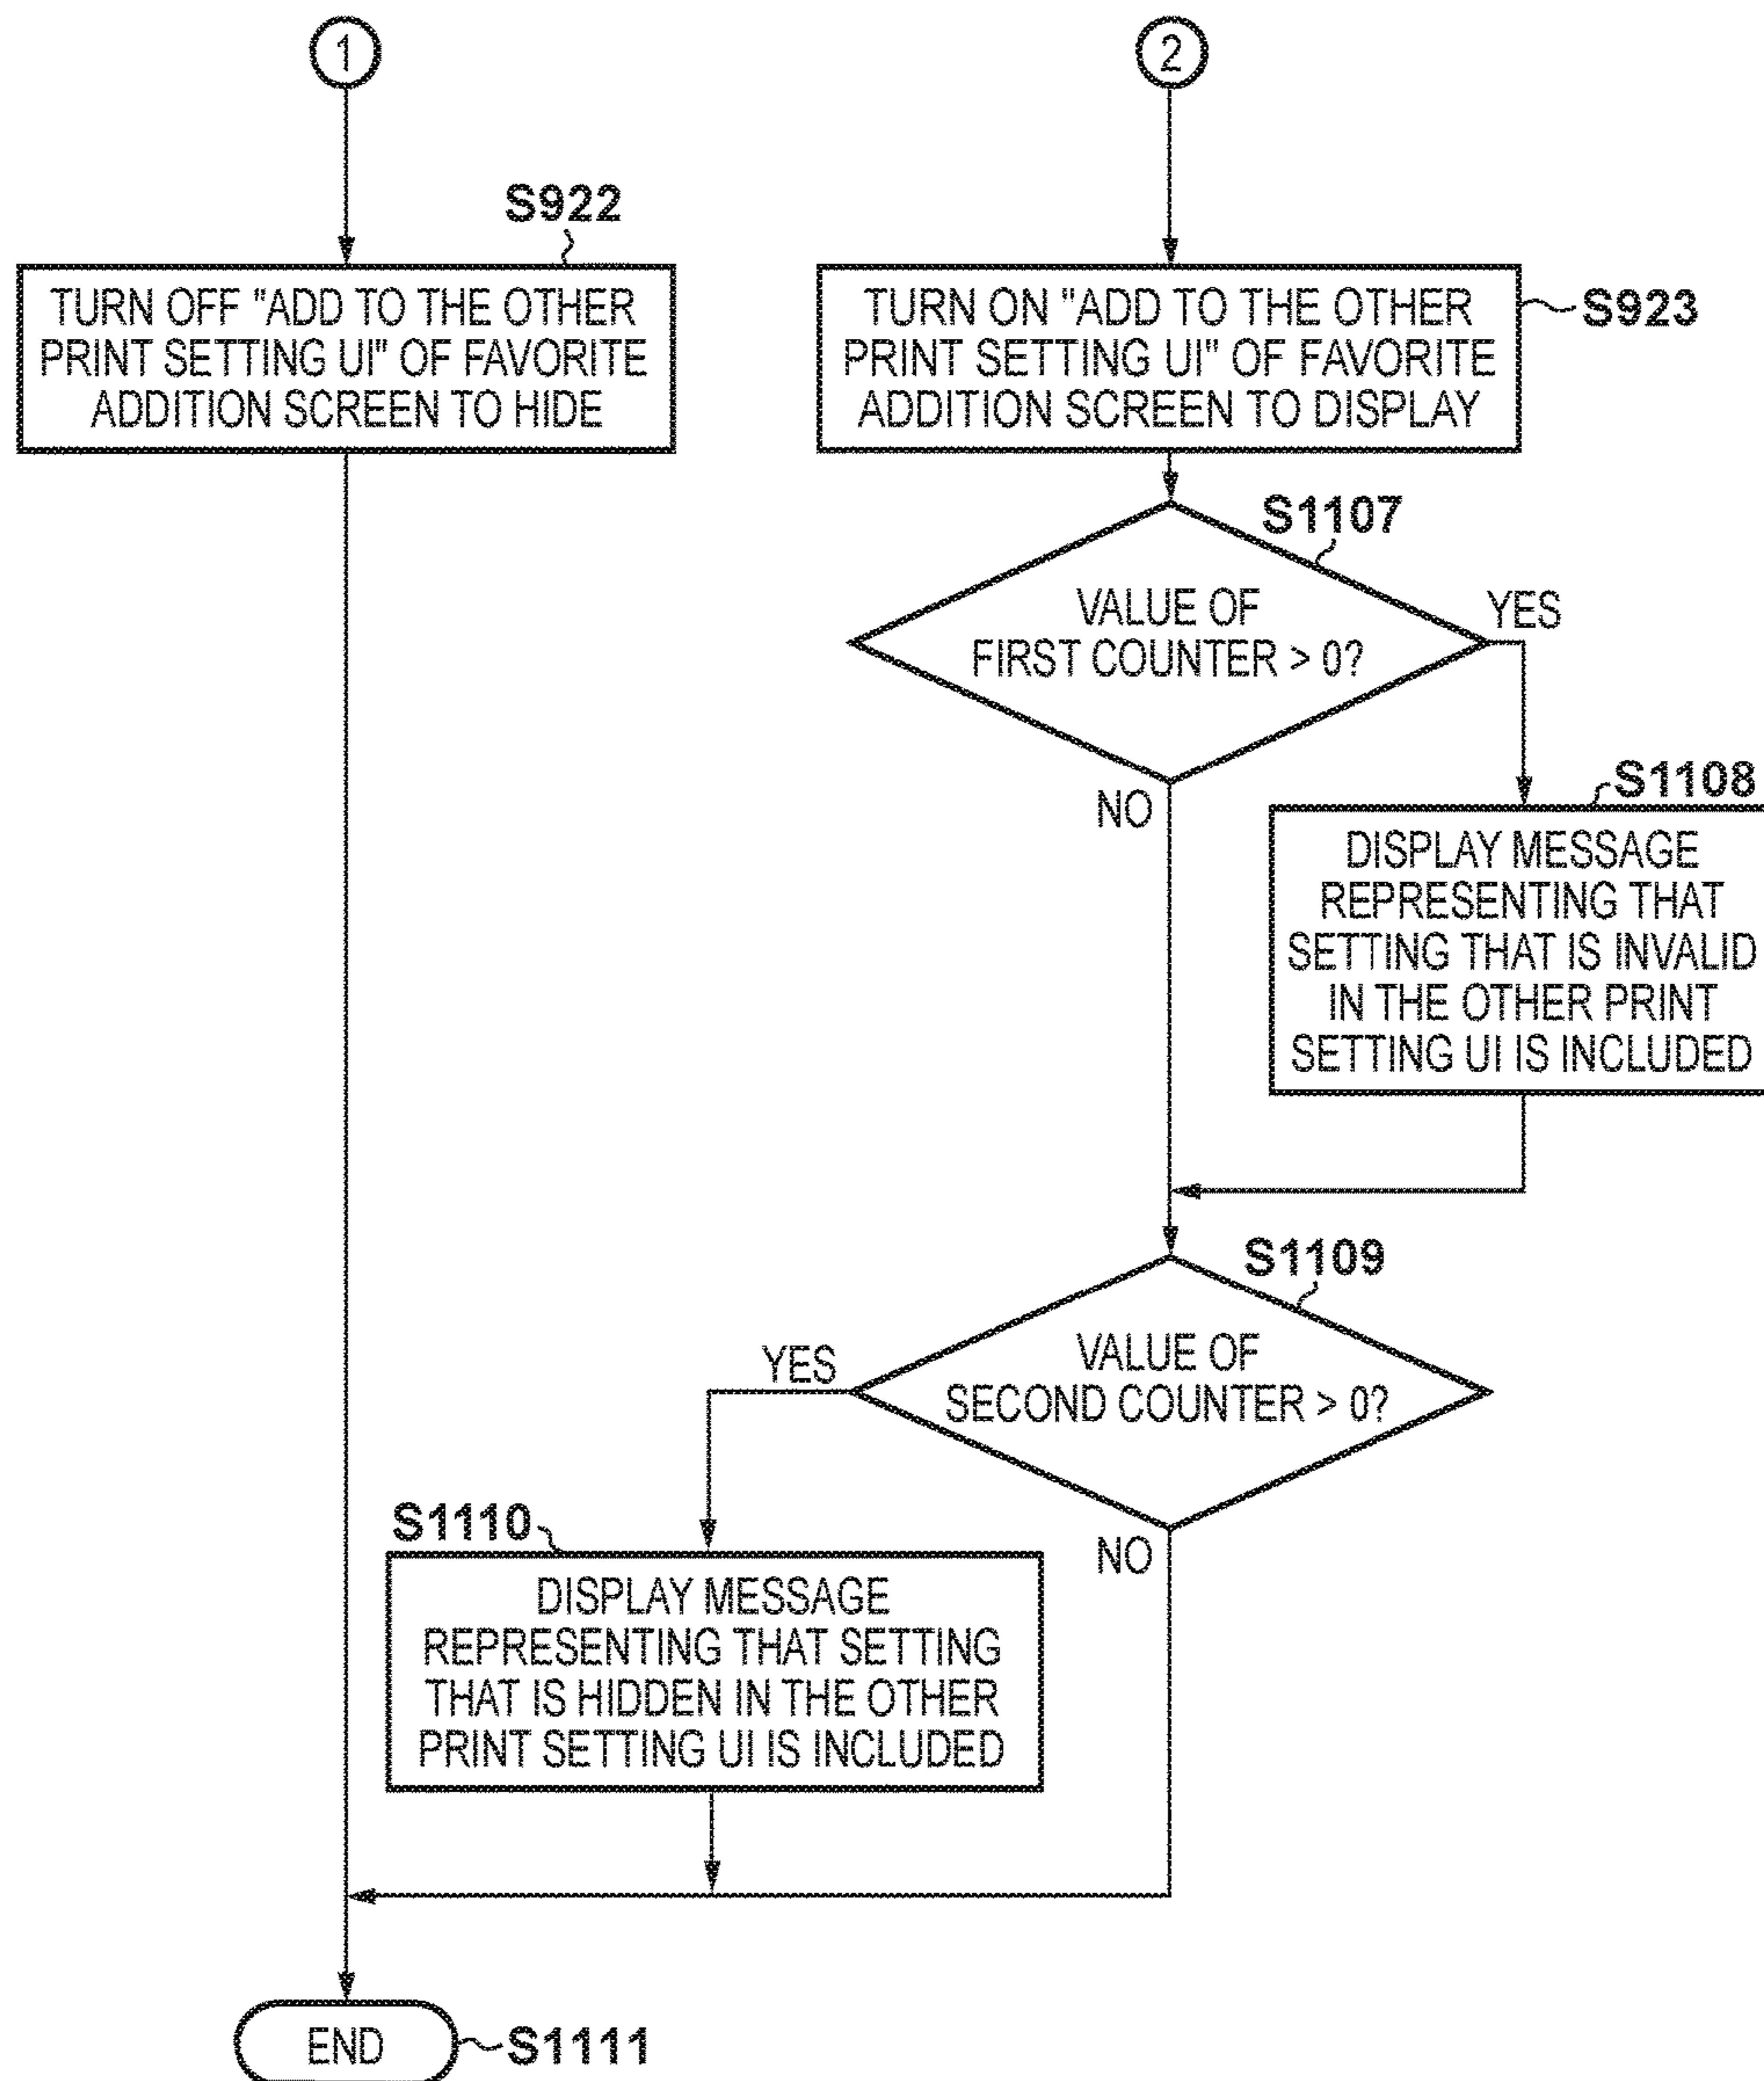 1
2
S922
TURN OFF "ADD TO THE OTHER
PRINT SETTING UI" OF FAVORITE
ADDITION SCREEN TO HIDE
TURN ON "ADD TO THE OTHER
PRINT SETTING UI" OF FAVORITE
ADDITION SCREEN TO DISPLAY
S923
S1107
VALUE OF
FIRST COUNTER > 0?
YES
NO
S1108
DISPLAY MESSAGE
REPRESENTING THAT
SETTING THAT IS INVALID
IN THE OTHER PRINT
SETTING UI IS INCLUDED
S1109
VALUE OF
SECOND COUNTER > 0?
YES
NO
S1110
DISPLAY MESSAGE
REPRESENTING THAT SETTING
THAT IS HIDDEN IN THE OTHER
PRINT SETTING UI IS INCLUDED
END
S1111